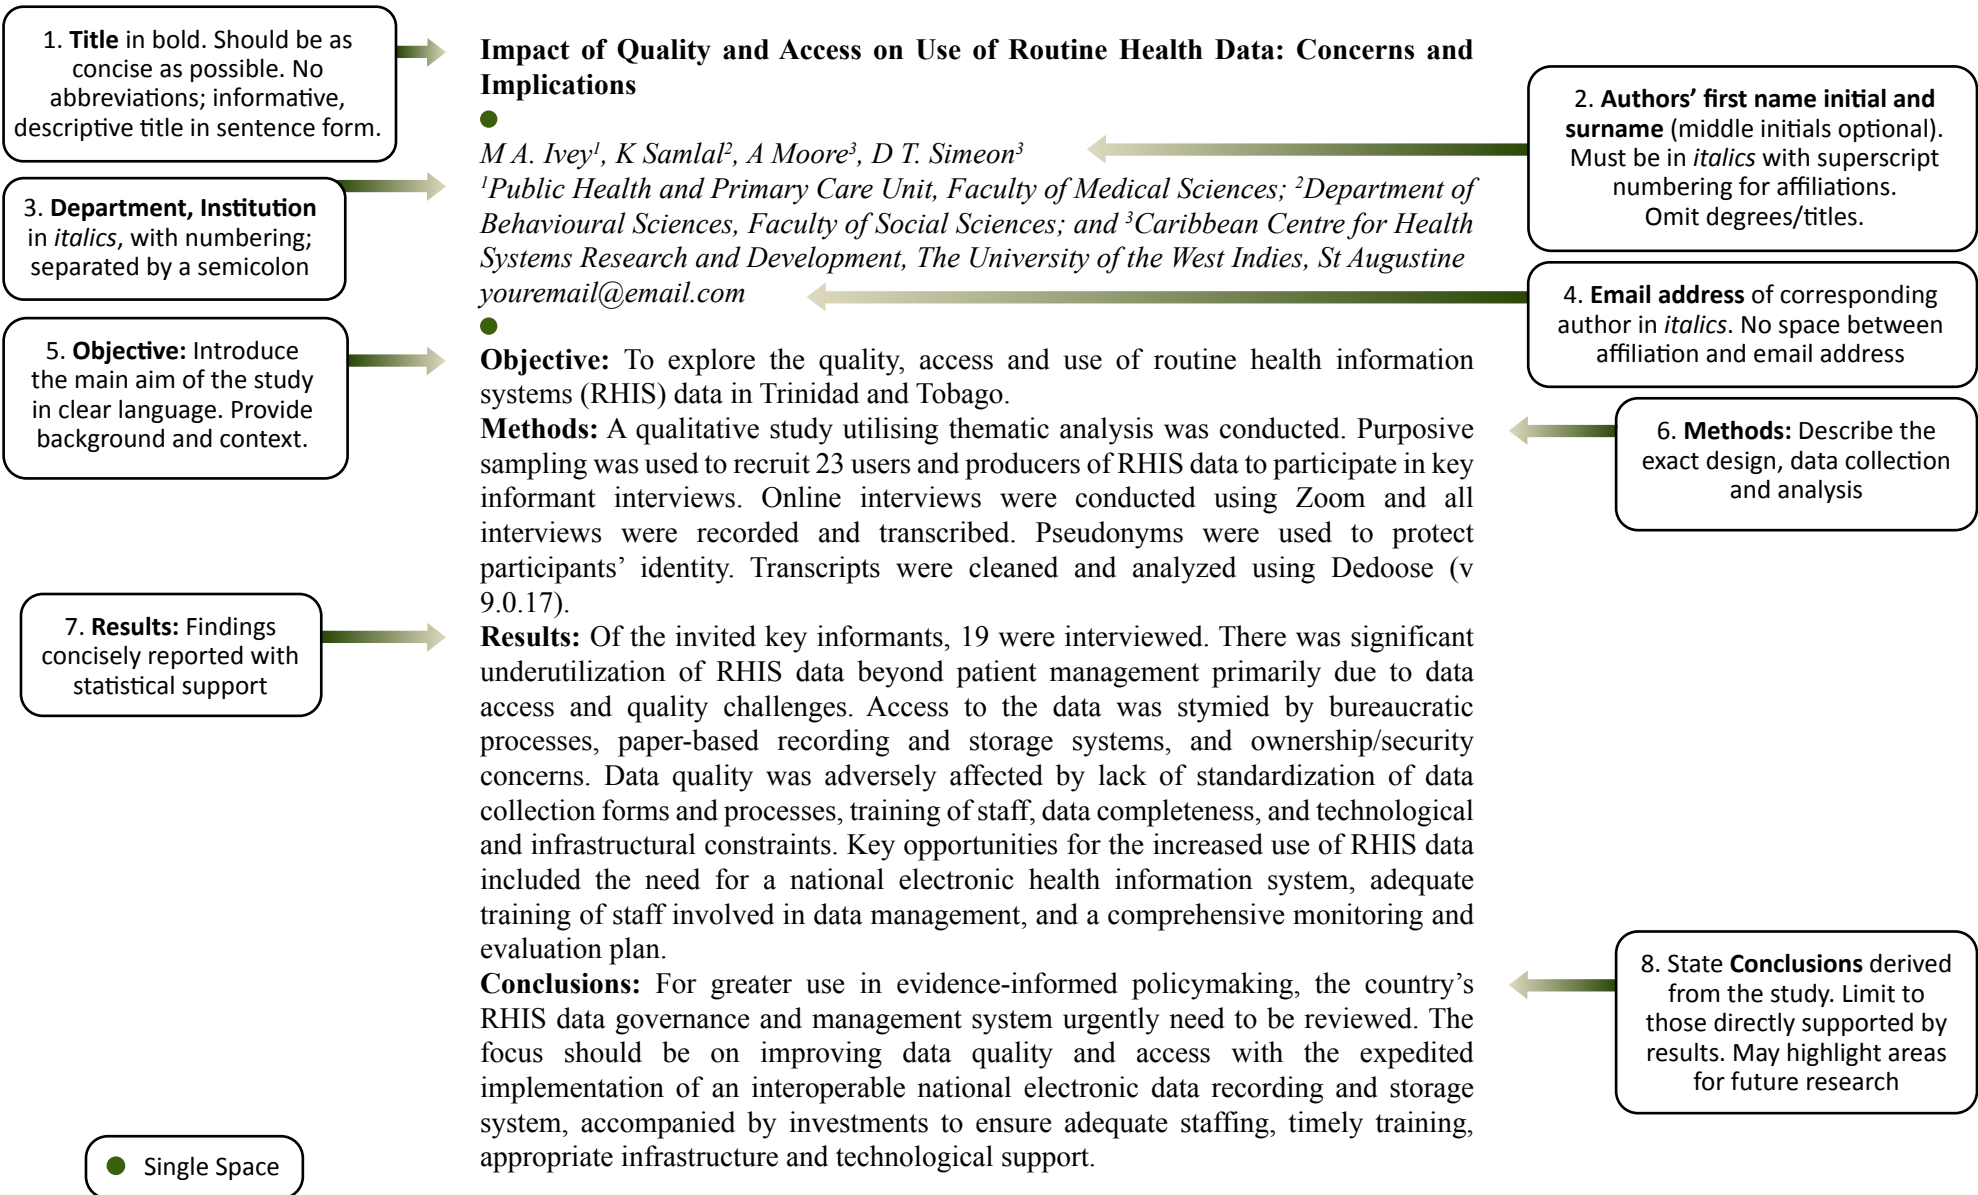 1. Title in bold. Should be as
concise as possible. No
abbreviations; informative,
descriptive title in sentence form.
Impact of Quality and Access on Use of Routine Health Data: Concerns and
Implications
2. Authors’ first name initial and
surname (middle initials optional).
Must be in italics with superscript
numbering for affiliations.
Omit degrees/titles.
M A. Ivey¹, K Samlal², A Moore³, D T. Simeon³
3. Department, Institution
in italics, with numbering;
separated by a semicolon
¹Public Health and Primary Care Unit, Faculty of Medical Sciences; ²Department of
Behavioural Sciences, Faculty of Social Sciences; and ³Caribbean Centre for Health
Systems Research and Development, The University of the West Indies, St Augustine
youremail@email.com
4. Email address of corresponding
author in italics. No space between
affiliation and email address
5. Objective: Introduce
the main aim of the study
in clear language. Provide
background and context.
Objective: To explore the quality, access and use of routine health information
systems (RHIS) data in Trinidad and Tobago.
6. Methods: Describe the
exact design, data collection
and analysis
Methods: A qualitative study utilising thematic analysis was conducted. Purposive
sampling was used to recruit 23 users and producers of RHIS data to participate in key
informant interviews. Online interviews were conducted using Zoom and all
interviews were recorded and transcribed. Pseudonyms were used to protect
participants’ identity. Transcripts were cleaned and analyzed using Dedoose (v
9.0.17).
7. Results: Findings
concisely reported with
statistical support
Results: Of the invited key informants, 19 were interviewed. There was significant
underutilization of RHIS data beyond patient management primarily due to data
access and quality challenges. Access to the data was stymied by bureaucratic
processes, paper-based recording and storage systems, and ownership/security
concerns. Data quality was adversely affected by lack of standardization of data
collection forms and processes, training of staff, data completeness, and technological
and infrastructural constraints. Key opportunities for the increased use of RHIS data
included the need for a national electronic health information system, adequate
training of staff involved in data management, and a comprehensive monitoring and
evaluation plan.
8. State Conclusions derived
from the study. Limit to
those directly supported by
results. May highlight areas
for future research
Conclusions: For greater use in evidence-informed policymaking, the country’s
RHIS data governance and management system urgently need to be reviewed. The
focus should be on improving data quality and access with the expedited
implementation of an interoperable national electronic data recording and storage
system, accompanied by investments to ensure adequate staffing, timely training,
appropriate infrastructure and technological support.
Single Space